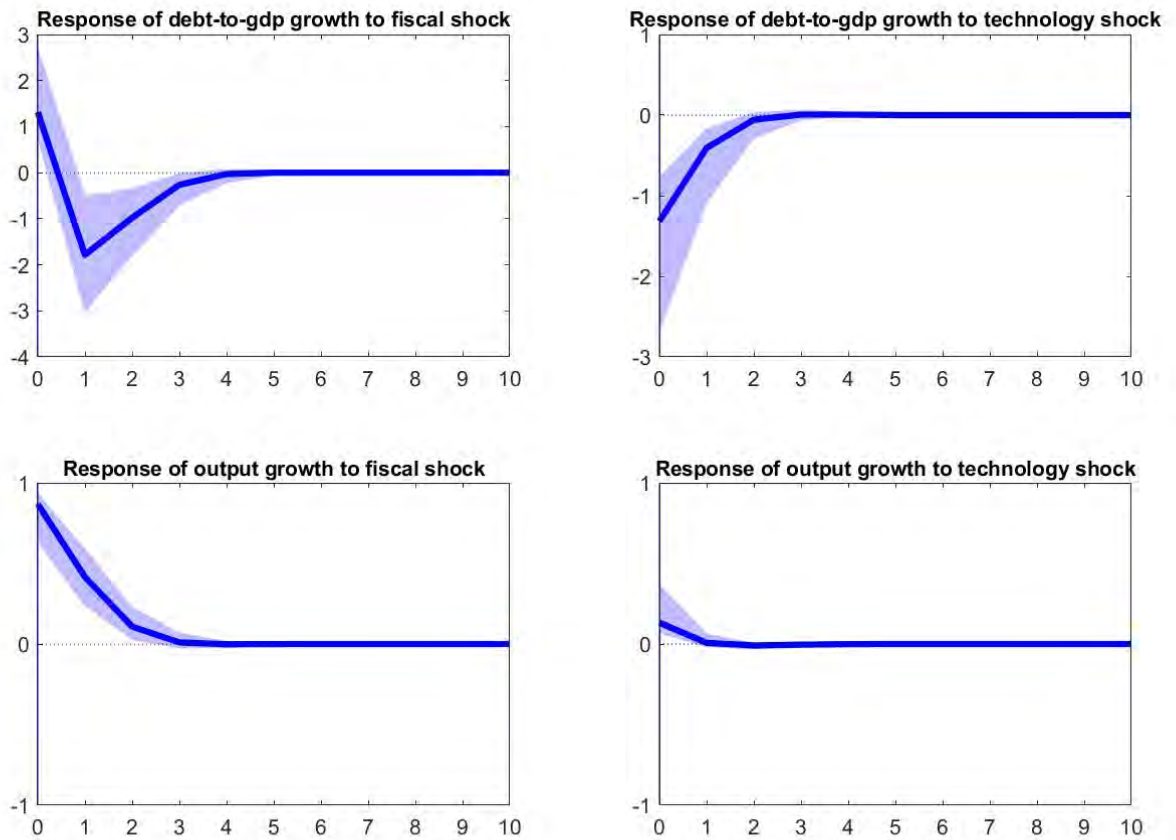 Response of debt-to-gdp growth to fiscal shock
3
2
1
0
-1
-2
-3
-4
0 1 2 3 4 5 6 7 8 9 10
Response of debt-to-gdp growth to technology shock
1
0
-1
-2
-3
0 1 2 3 4 5 6 7 8 9 10
Response of output growth to fiscal shock
1
0
-1
0 1 2 3 4 5 6 7 8 9 10
Response of output growth to technology shock
1
0
-1
0 1 2 3 4 5 6 7 8 9 10